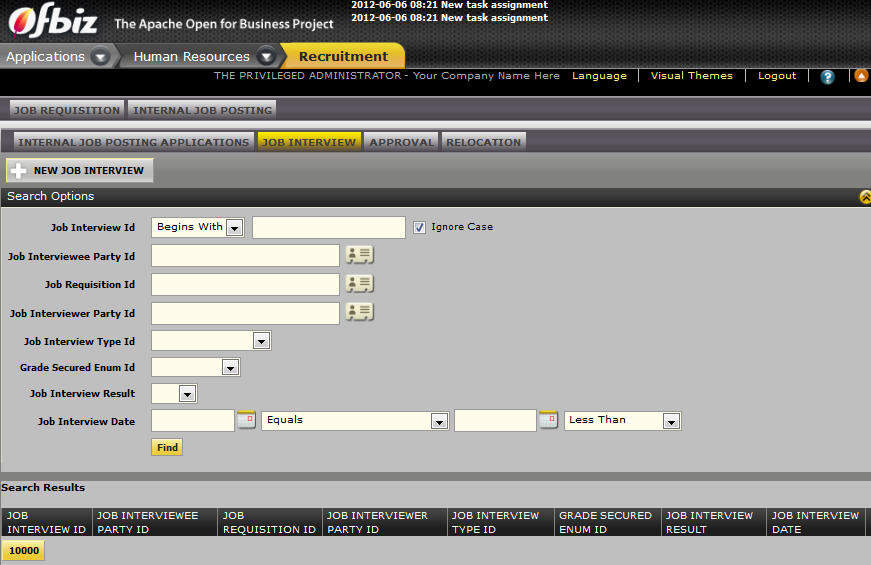 2012-06-06 08:21 New task assignment
2012-06-06 08:21 New task assignment
Ofbiz The Apache Open for Business Project
Applications Human Resources Recruitment
THE PRIVILEGED ADMINISTRATOR - Your Company Name Here Language Visual Themes Logout ?
JOB REQUISITION INTERNAL JOB POSTING
INTERNAL JOB POSTING APPLICATIONS JOB INTERVIEW APPROVAL RELOCATION
NEW JOB INTERVIEW
Search Options
Job Interview Id Begins With Ignore Case
Job Interviewee Party Id
Job Requisition Id
Job Interviewer Party Id
Job Interview Type Id
Grade Secured Enum Id
Job Interview Result
Job Interview Date Equals Less Than
Find
Search Results
JOB JOB INTERVIEWEE JOB JOB INTERVIEWER JOB INTERVIEW GRADE SECURED JOB INTERVIEW JOB INTERVIEW
INTERVIEW ID PARTY ID REQUISITION ID PARTY ID TYPE ID ENUM ID RESULT DATE
10000